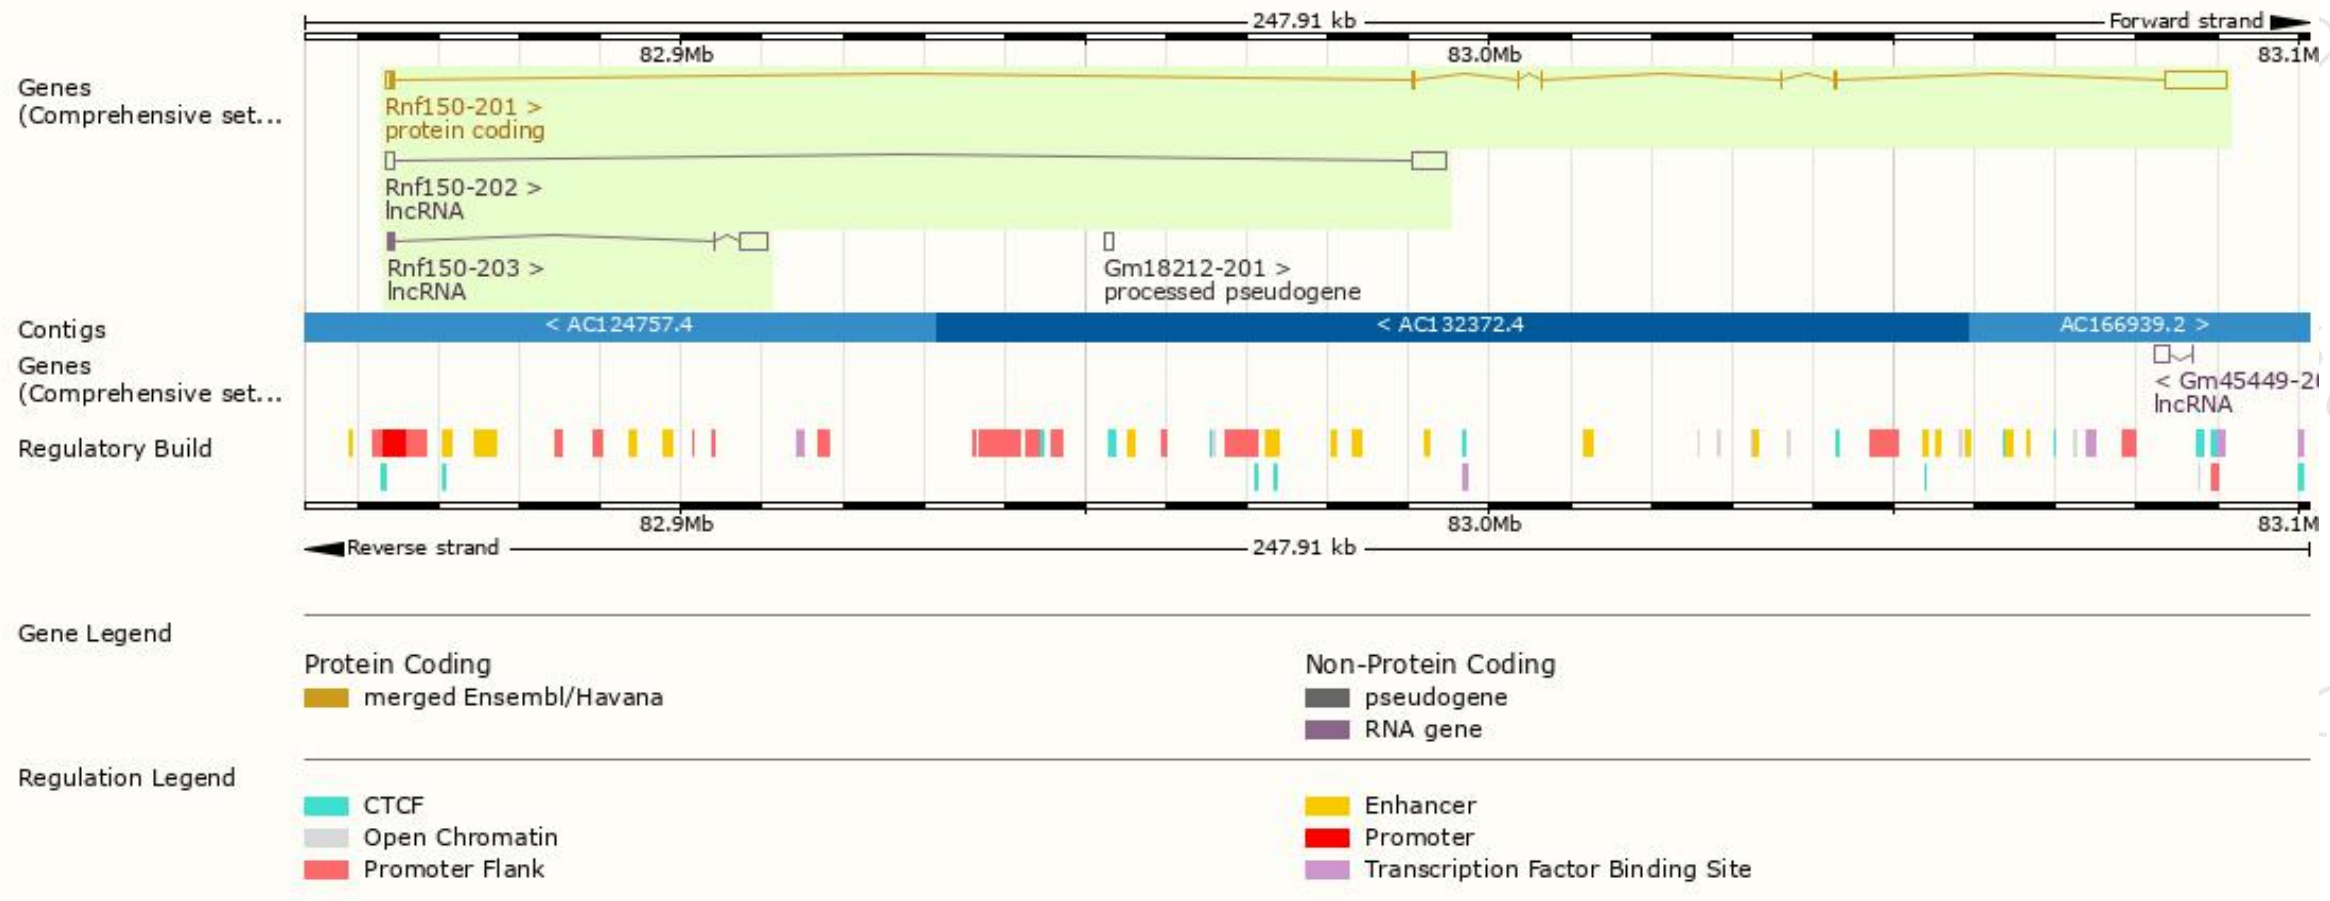 247.91 kb
Forward strand
82.9Mb
83.0Mb
83.1M
Genes
(Comprehensive set...
Rnf150-201 >
protein coding
Rnf150-202 >
lncRNA
Rnf150-203 >
lncRNA
Gm18212-201 >
processed pseudogene
Contigs
< AC124757.4
< AC132372.4
AC166939.2 >
Genes
(Comprehensive set...
< Gm45449-20
lncRNA
Regulatory Build
82.9Mb
83.0Mb
83.1M
Reverse strand
247.91 kb
Gene Legend
Protein Coding
merged Ensembl/Havana
Non-Protein Coding
pseudogene
RNA gene
Regulation Legend
CTCF
Open Chromatin
Promoter Flank
Enhancer
Promoter
Transcription Factor Binding Site